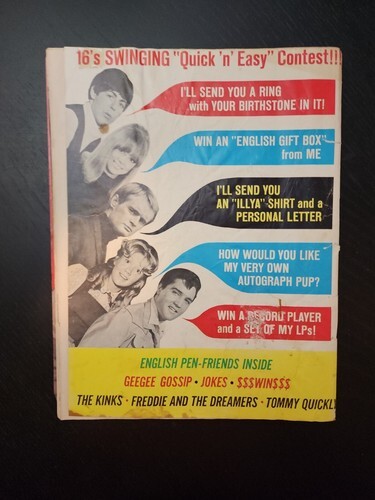 16's SWINGING "Quick 'n' Easy" Contest!!!
I'LL SEND YOU A RING
with YOUR BIRTHSTONE IN IT!
WIN AN "ENGLISH GIFT BOX"
from ME
I'LL SEND YOU
AN "ILLYA" SHIRT and a
PERSONAL LETTER
HOW WOULD YOU LIKE
MY VERY OWN
AUTOGRAPH PUP?
WIN A RECORD PLAYER
and a SET OF MY LPs!
ENGLISH PEN-FRIENDS INSIDE
GEEGEE GOSSIP • JOKES • $$$WIN$$$
THE KINKS • FREDDIE AND THE DREAMERS • TOMMY QUICKL